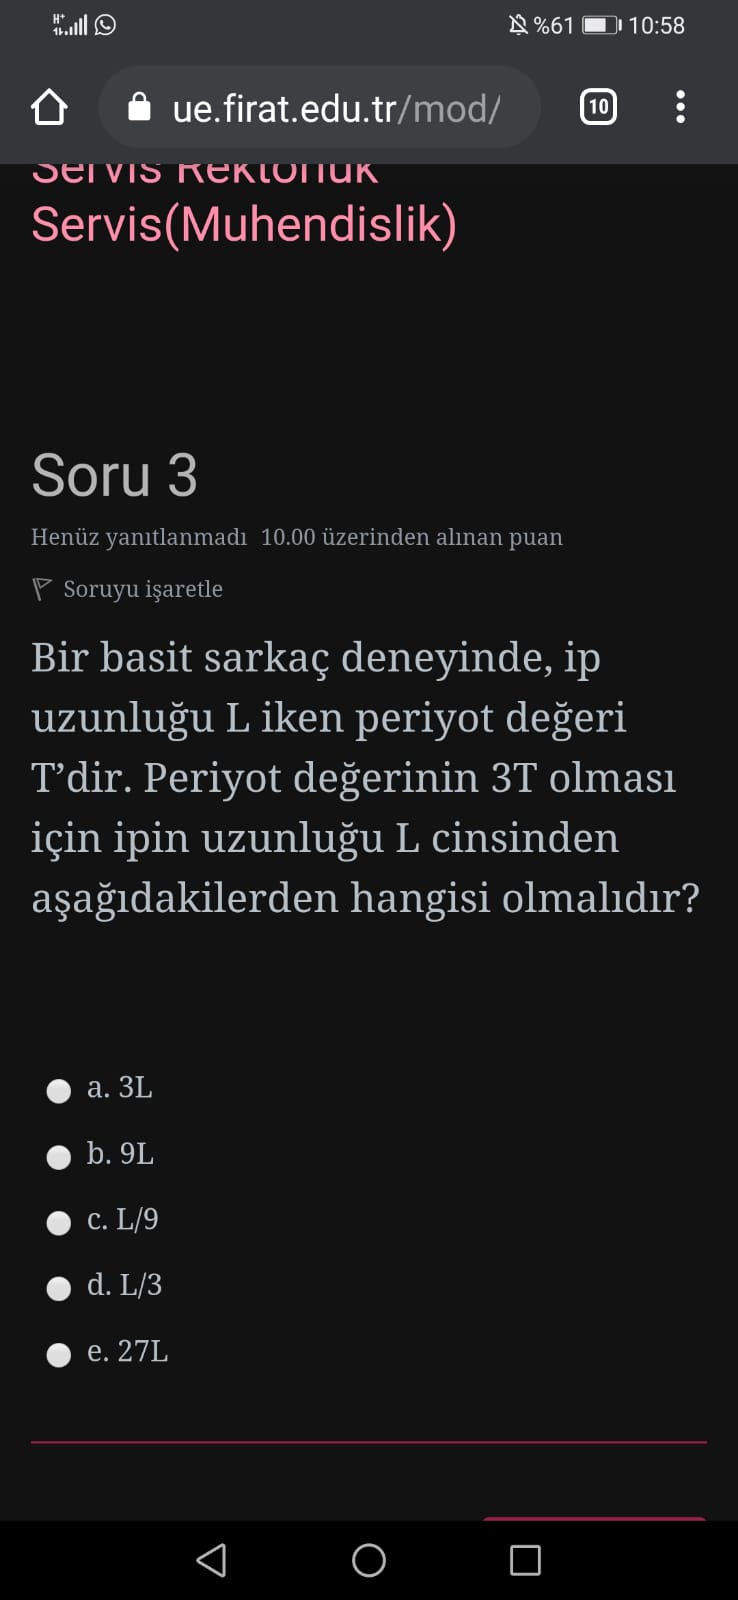 H+
%61 10:58
ue.firat.edu.tr/mod/
10
Servis Rektörlük
Servis(Muhendislik)
Soru 3
Henüz yanıtlanmadı 10.00 üzerinden alınan puan
Soruyu işaretle
Bir basit sarkaç deneyinde, ip
uzunluğu L iken periyot değeri
T’dir. Periyot değerinin 3T olması
için ipin uzunluğu L cinsinden
aşağıdakilerden hangisi olmalıdır?
a. 3L
b. 9L
c. L/9
d. L/3
e. 27L